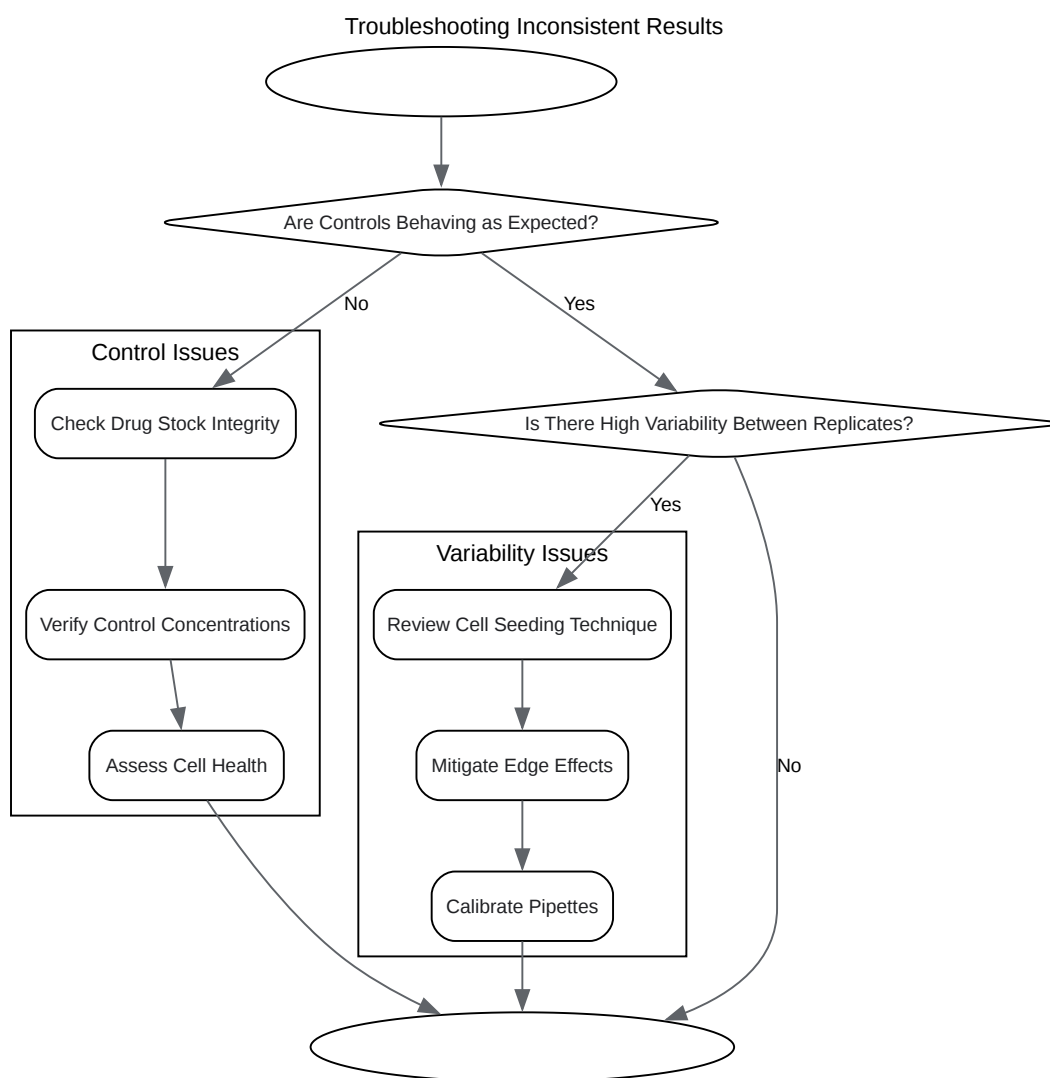 Troubleshooting Inconsistent Results
Are Controls Behaving as Expected?
No
Yes
Control Issues
Check Drug Stock Integrity
Is There High Variability Between Replicates?
Yes
Variability Issues
Verify Control Concentrations
Review Cell Seeding Technique
Assess Cell Health
Mitigate Edge Effects
No
Calibrate Pipettes